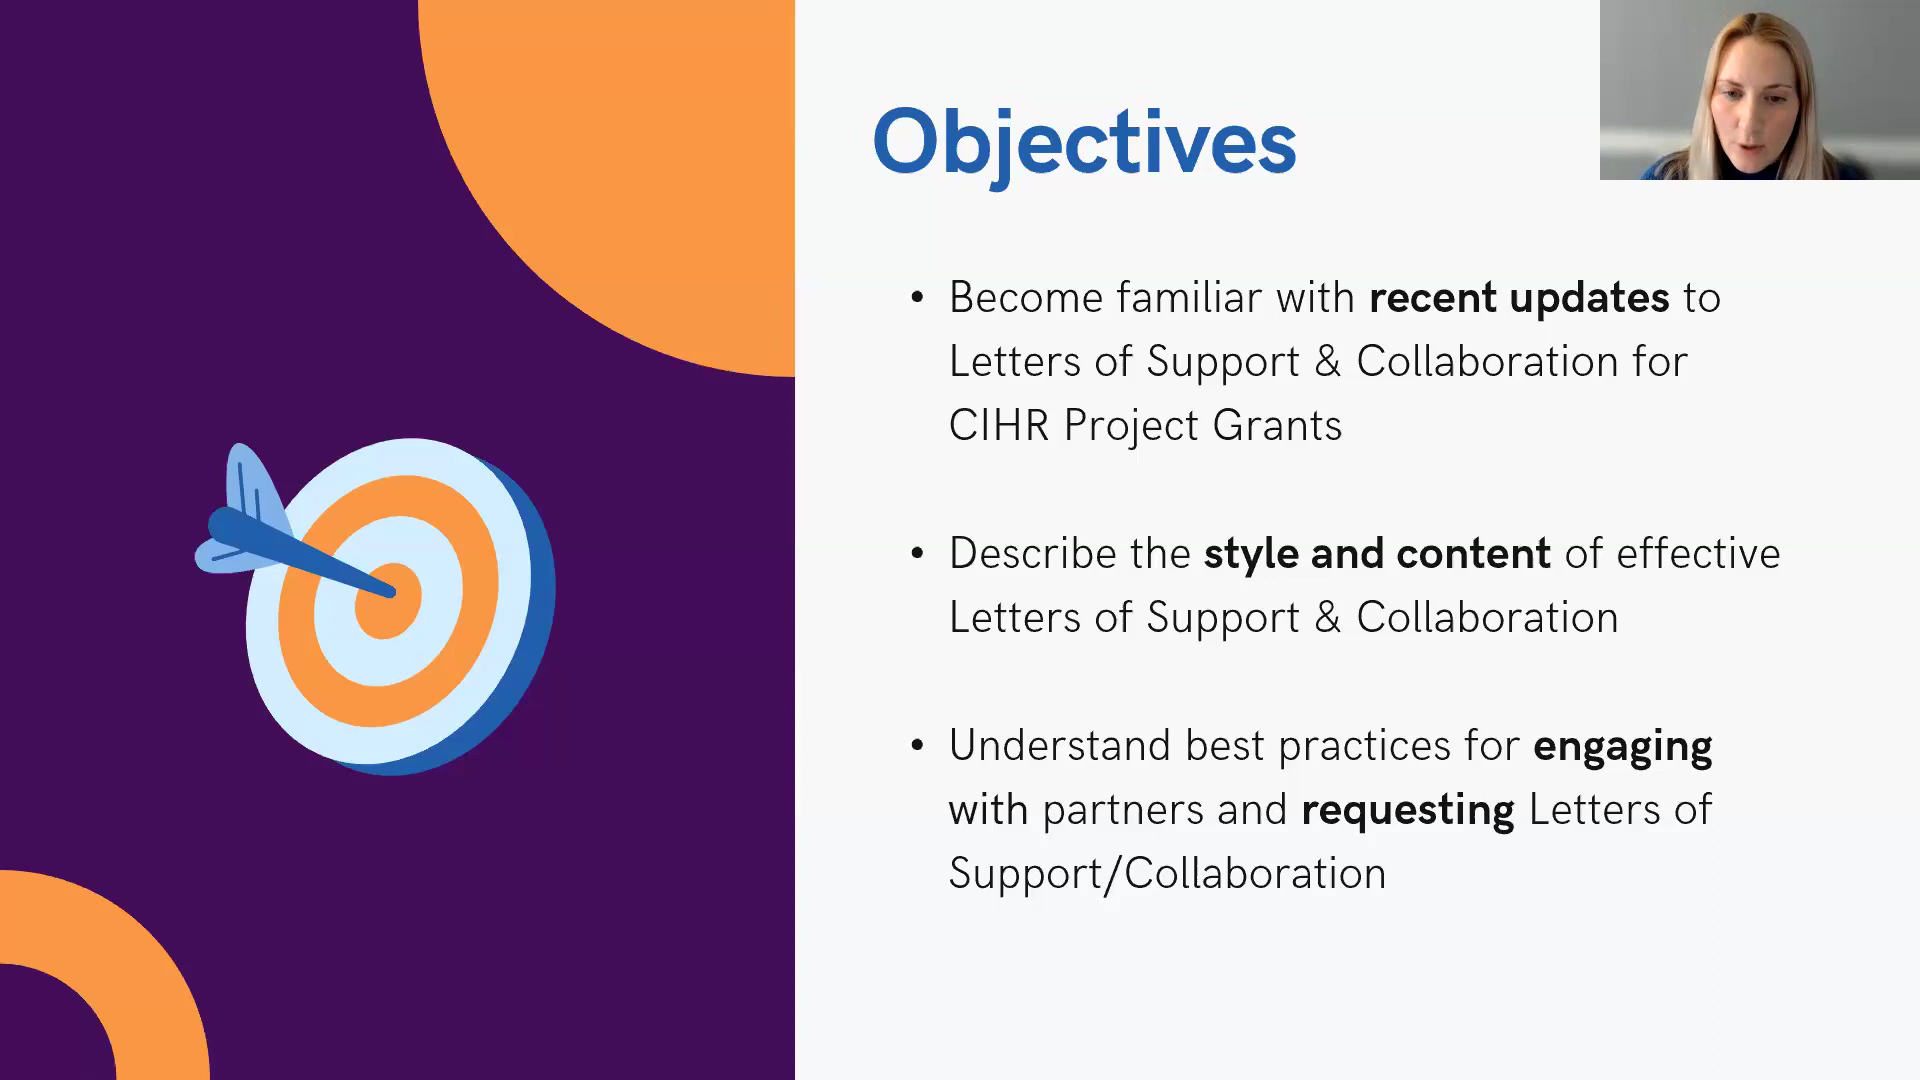 Objectives
• Become familiar with recent updates to
Letters of Support & Collaboration for
CIHR Project Grants
• Describe the style and content of effective
Letters of Support & Collaboration
• Understand best practices for engaging
with partners and requesting Letters of
Support/Collaboration